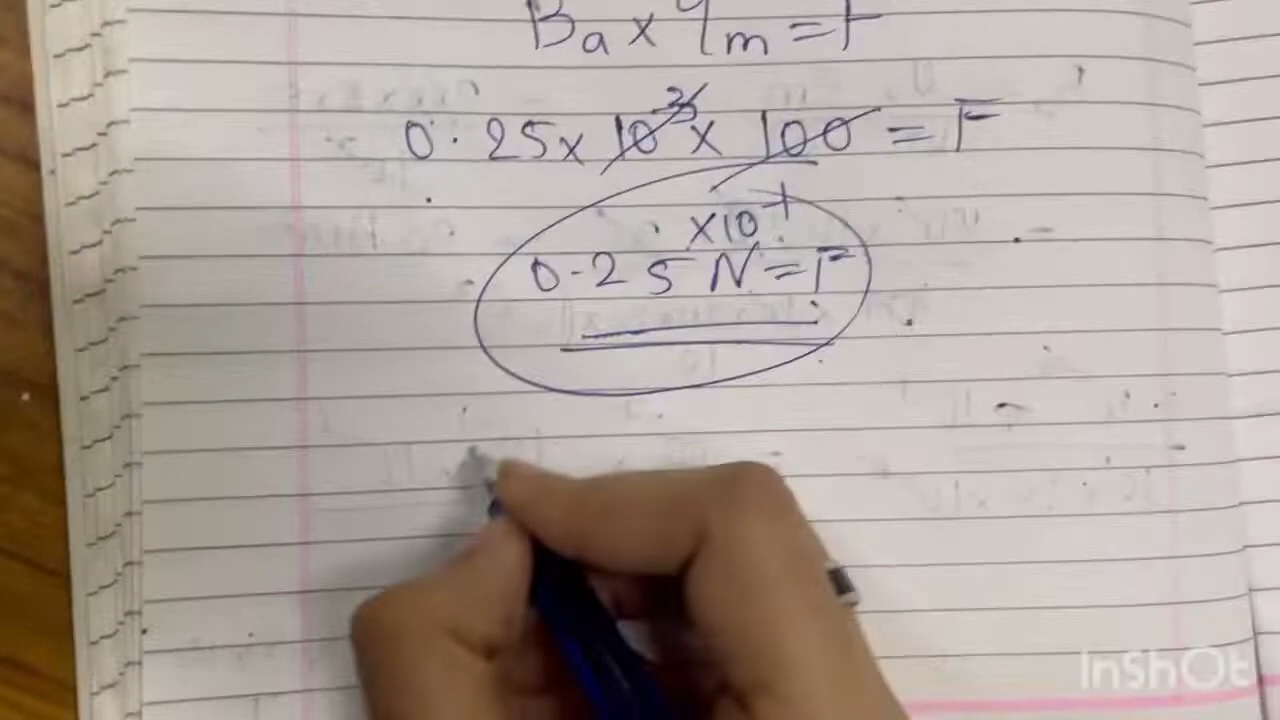 Ba x qm = F
0.25 x 10⁻³ x 100 = F
x10⁻¹
0.25 N = F
InShOt